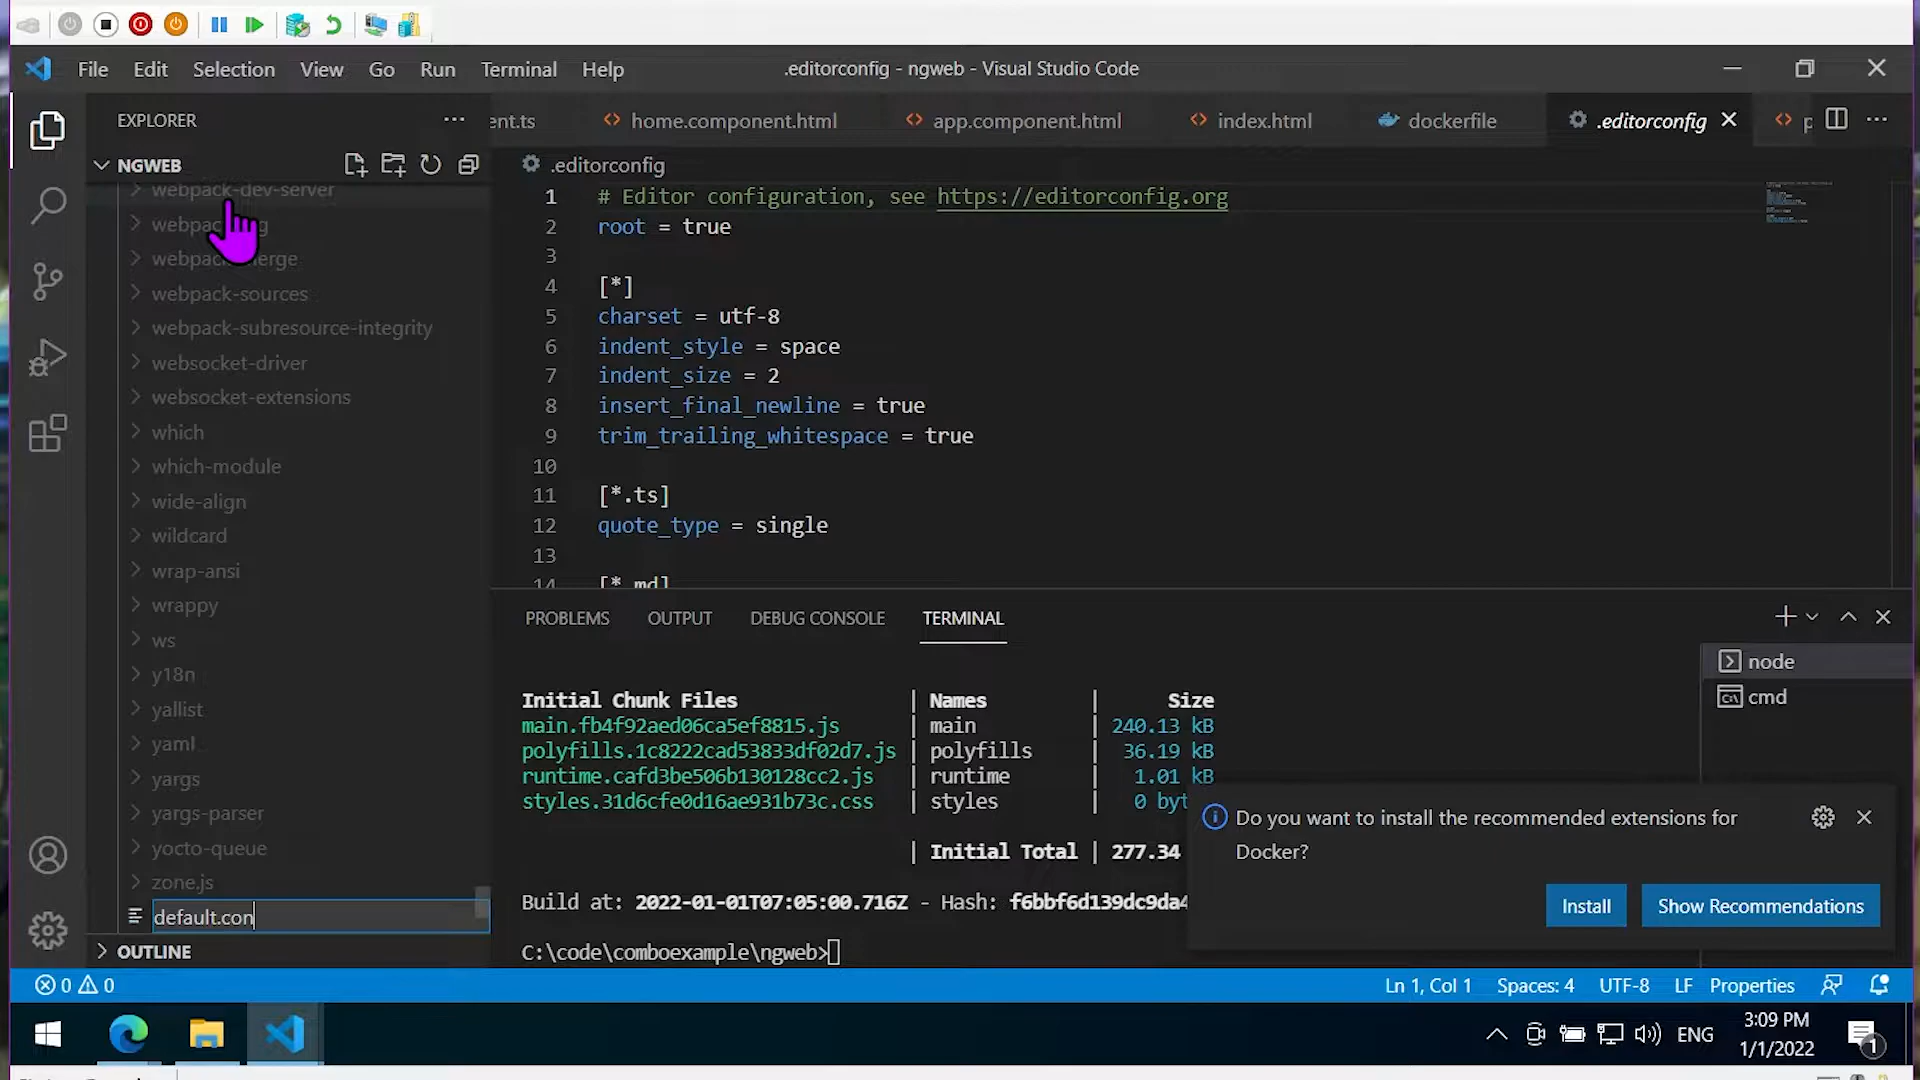 File Edit Selection View Go Run Terminal Help
.editorconfig - ngweb - Visual Studio Code
EXPLORER
ent.ts home.component.html app.component.html index.html dockerfile .editorconfig p
NGWEB
.editorconfig
webpack-dev-server
webpack-merge
webpack-sources
webpack-subresource-integrity
websocket-driver
websocket-extensions
which
which-module
wide-align
wildcard
wrap-ansi
wrappy
ws
y18n
yallist
yaml
yargs
yargs-parser
yocto-queue
zone.js
default.con
OUTLINE
1 # Editor configuration, see https://editorconfig.org
2 root = true
3
4 [*]
5 charset = utf-8
6 indent_style = space
7 indent_size = 2
8 insert_final_newline = true
9 trim_trailing_whitespace = true
10
11 [*.ts]
12 quote_type = single
13
14 [*.md]
PROBLEMS OUTPUT DEBUG CONSOLE TERMINAL
node
cmd
Initial Chunk Files | Names | Size
main.fb4f92aed06ca5ef8815.js | main | 240.13 kB
polyfills.1c8222cad53833df02d7.js | polyfills | 36.19 kB
runtime.cafd3be506b130128cc2.js | runtime | 1.01 kB
styles.31d6cfe0d16ae931b73c.css | styles | 0 byt
| Initial Total | 277.34
Build at: 2022-01-01T07:05:00.716Z - Hash: f6bbf6d139dc9da4
C:\code\comboexample\ngweb>
Do you want to install the recommended extensions for
Docker?
Install Show Recommendations
0 0
Ln 1, Col 1 Spaces: 4 UTF-8 LF Properties
ENG
3:09 PM
1/1/2022
1